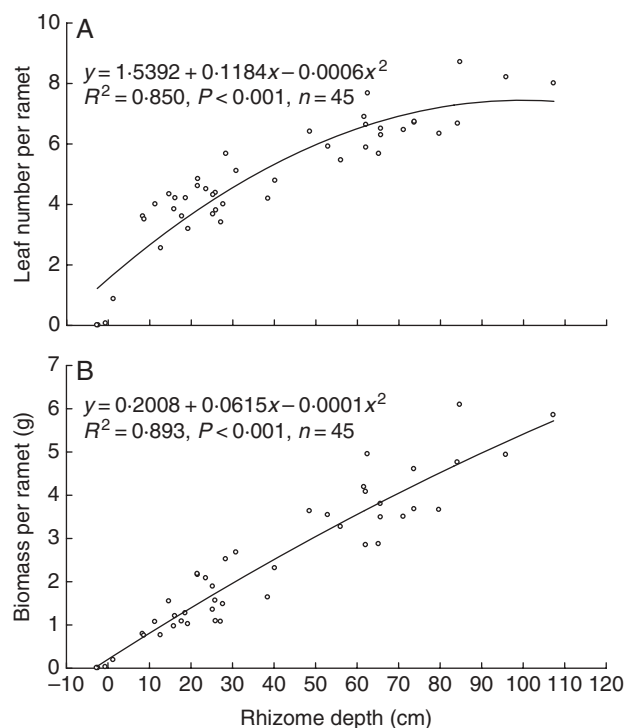 A
y = 1·5392 + 0·1184x − 0·0006x²
R² = 0·850, P < 0·001, n = 45
Leaf number per ramet
10
8
6
4
2
0
B
y = 0·2008 + 0·0615x − 0·0001x²
R² = 0·893, P < 0·001, n = 45
Biomass per ramet (g)
7
6
5
4
3
2
1
0
−10 0 10 20 30 40 50 60 70 80 90 100 110 120
Rhizome depth (cm)